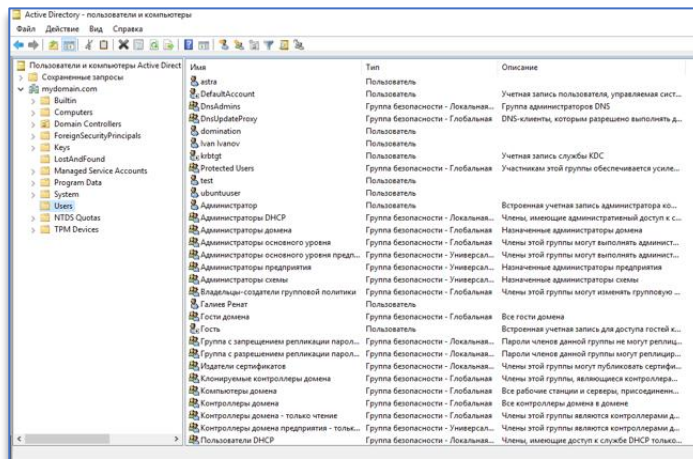 Active Directory - пользователи и компьютеры
Файл Действие Вид Справка
Пользователи и компьютеры Active Direct
Сохраненные запросы
mydomain.com
Builtin
Computers
Domain Controllers
ForeignSecurityPrincipals
Keys
LostAndFound
Managed Service Accounts
Program Data
System
Users
NTDS Quotas
TPM Devices
Имя Тип Описание
astra Пользователь
DefaultAccount Пользователь Учетная запись пользователя, управляемая сист...
DnsAdmins Группа безопасности - Локальная... Группа администраторов DNS
DnsUpdateProxy Группа безопасности - Глобальная DNS-клиенты, которым разрешено выполнять д...
domination Пользователь
Ivan Ivanov Пользователь
krbtgt Пользователь Учетная запись службы KDC
Protected Users Группа безопасности - Глобальная Участникам этой группы обеспечивается усиле...
test Пользователь
ubuntuuser Пользователь
Администратор Пользователь Встроенная учетная запись администратора ко...
Администраторы DHCP Группа безопасности - Локальная... Члены, имеющие административный доступ к с...
Администраторы домена Группа безопасности - Глобальная Назначенные администраторы домена
Администраторы основного уровня Группа безопасности - Глобальная Члены этой группы могут выполнять админист...
Администраторы основного уровня предп... Группа безопасности - Универсал... Члены этой группы могут выполнять админист...
Администраторы предприятия Группа безопасности - Универсал... Назначенные администраторы предприятия
Администраторы схемы Группа безопасности - Универсал... Назначенные администраторы схемы
Владельцы-создатели групповой политики Группа безопасности - Глобальная Члены этой группы могут изменять групповую ...
Галиев Ренат Пользователь
Гости домена Группа безопасности - Глобальная Все гости домена
Гость Пользователь Встроенная учетная запись для доступа гостей к...
Группа с запрещением репликации парол... Группа безопасности - Локальная... Пароли членов данной группы не могут реплиц...
Группа с разрешением репликации парол... Группа безопасности - Локальная... Пароли членов данной группы могут реплицир...
Издатели сертификатов Группа безопасности - Локальная... Члены этой группы могут публиковать сертифи...
Клонируемые контроллеры домена Группа безопасности - Глобальная Члены этой группы, являющиеся контроллера...
Компьютеры домена Группа безопасности - Глобальная Все рабочие станции и серверы, присоединенн...
Контроллеры домена Группа безопасности - Глобальная Все контроллеры домена в домене
Контроллеры домена - только чтение Группа безопасности - Глобальная Члены этой группы являются контроллерами д...
Контроллеры домена предприятия - тольк... Группа безопасности - Универсал... Члены этой группы являются контроллерами д...
Пользователи DHCP Группа безопасности - Локальная... Члены, имеющие доступ к службе DHCP только...